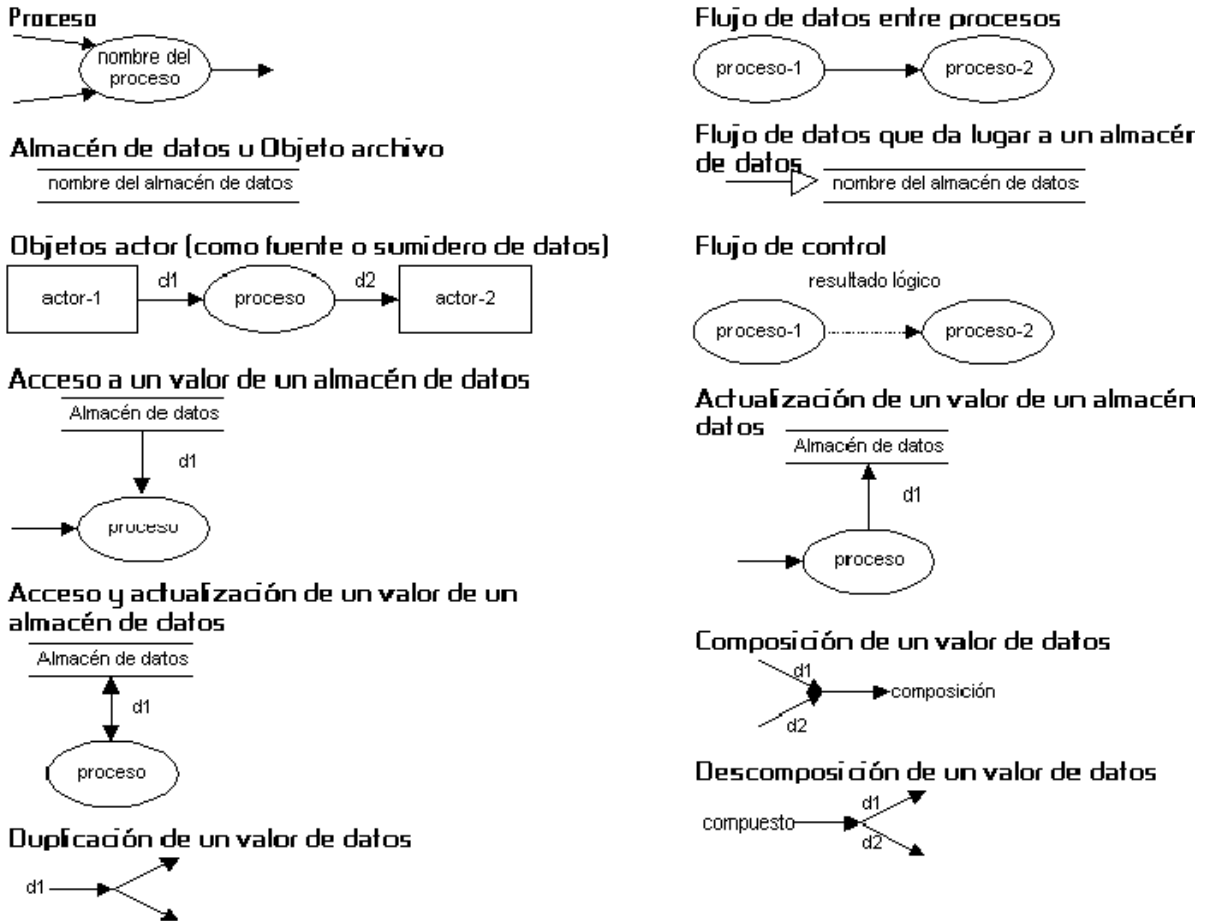 Proceso
nombre del
proceso
Almacén de datos u Objeto archivo
nombre del almacén de datos
Objetos actor (como fuente o sumidero de datos)
actor-1
d1
proceso
d2
actor-2
Acceso a un valor de un almacén de datos
Almacén de datos
d1
proceso
Acceso y actualización de un valor de un
almacén de datos
Almacén de datos
d1
proceso
Duplicación de un valor de datos
d1
Flujo de datos entre procesos
proceso-1
proceso-2
Flujo de datos que da lugar a un almacér
de datos
nombre del almacén de datos
Flujo de control
resultado lógico
proceso-1
proceso-2
Actualización de un valor de un almacén
datos
Almacén de datos
d1
proceso
Composición de un valor de datos
d1
composición
d2
Descomposición de un valor de datos
d1
compuesto
d2